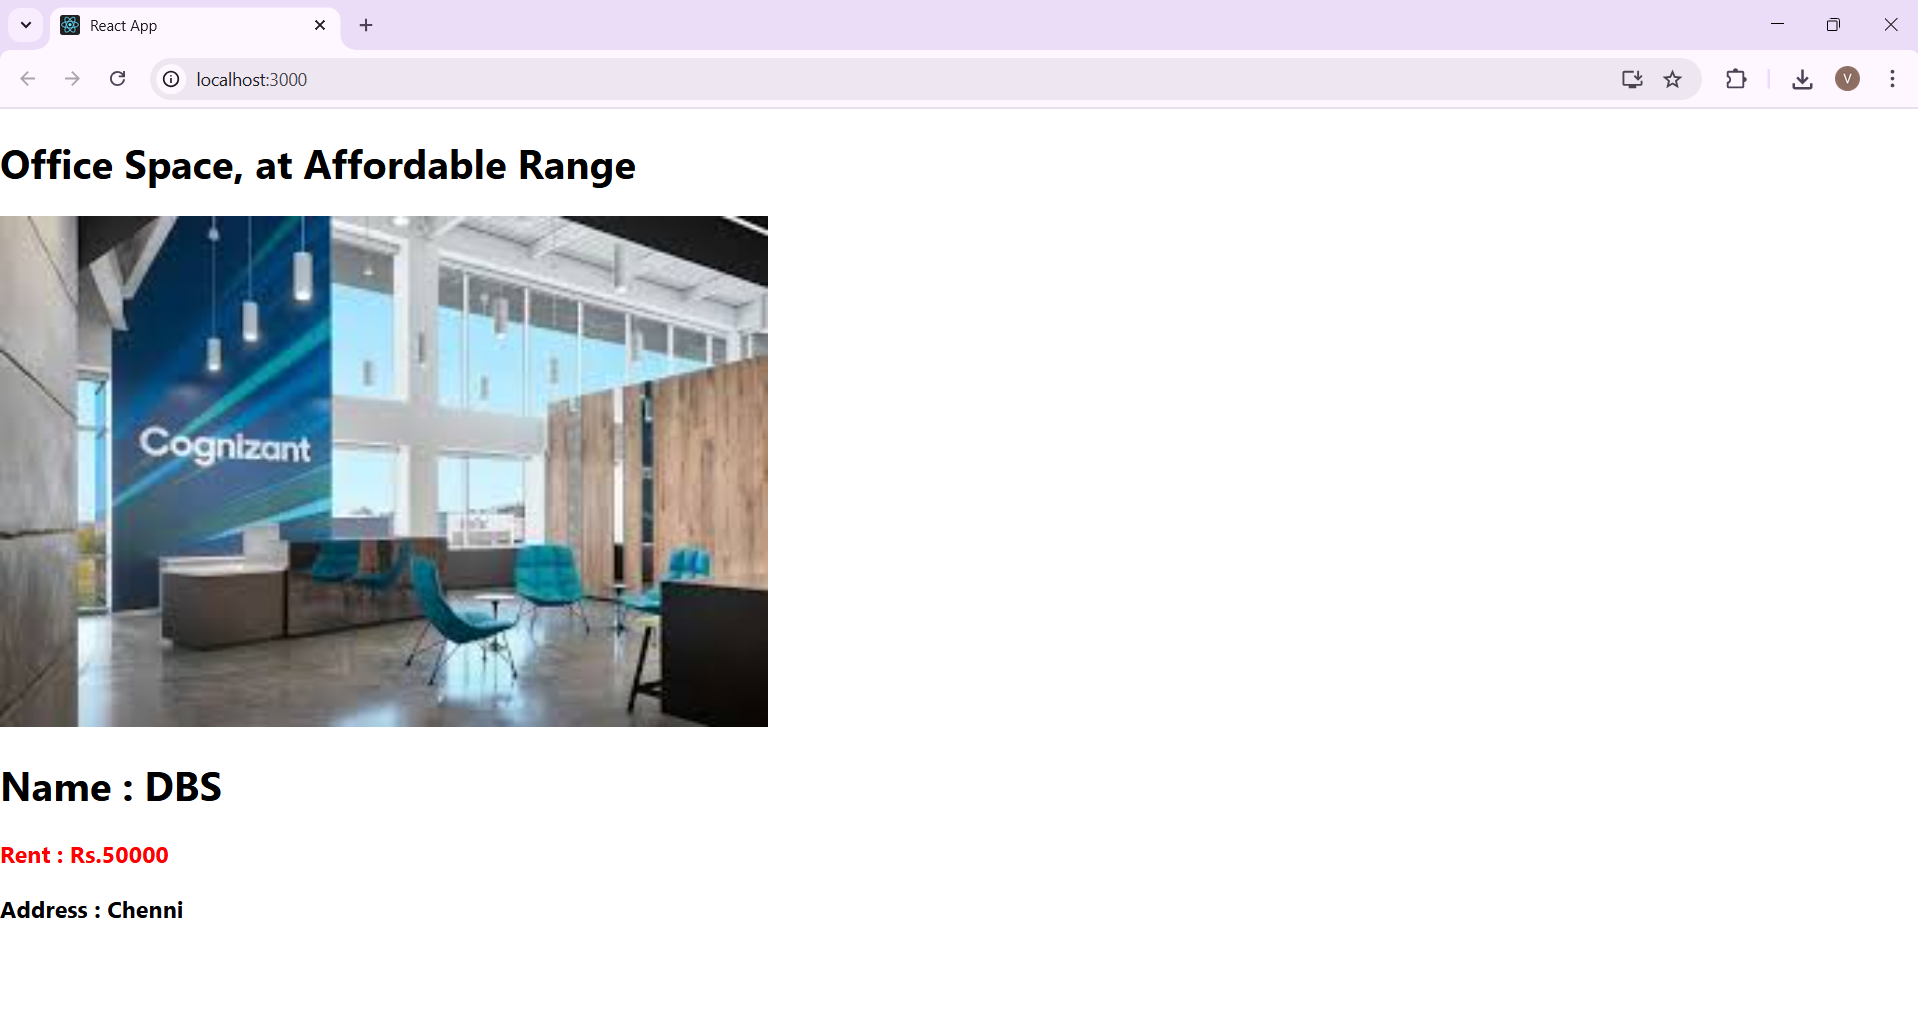 React App
localhost:3000
V
Office Space, at Affordable Range
Cognizant
Name : DBS
Rent : Rs.50000
Address : Chenni